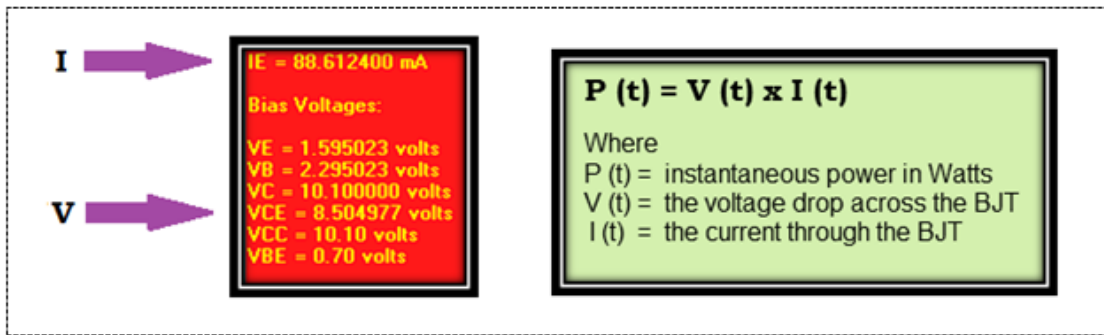 I
IE = 88.612400 mA
Bias Voltages:
VE = 1.595023 volts
VB = 2.295023 volts
VC = 10.100000 volts
V
VCE = 8.504977 volts
VCC = 10.10 volts
VBE = 0.70 volts
P (t) = V (t) x I (t)
Where
P (t) = instantaneous power in Watts
V (t) = the voltage drop across the BJT
I (t) = the current through the BJT